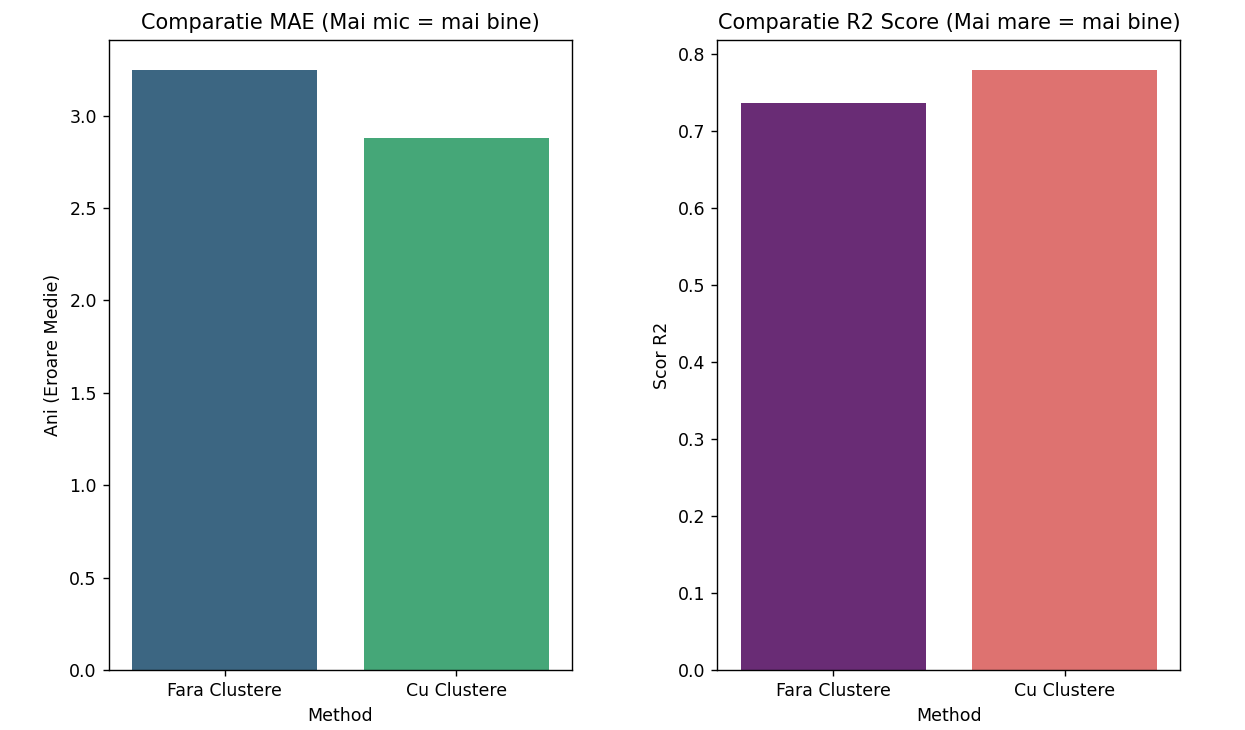 Comparatie MAE (Mai mic = mai bine)
Ani (Eroare Medie)
3.0
2.5
2.0
1.5
1.0
0.5
0.0
Fara Clustere
Cu Clustere
Method
Comparatie R2 Score (Mai mare = mai bine)
Scor R2
0.8
0.7
0.6
0.5
0.4
0.3
0.2
0.1
0.0
Fara Clustere
Cu Clustere
Method